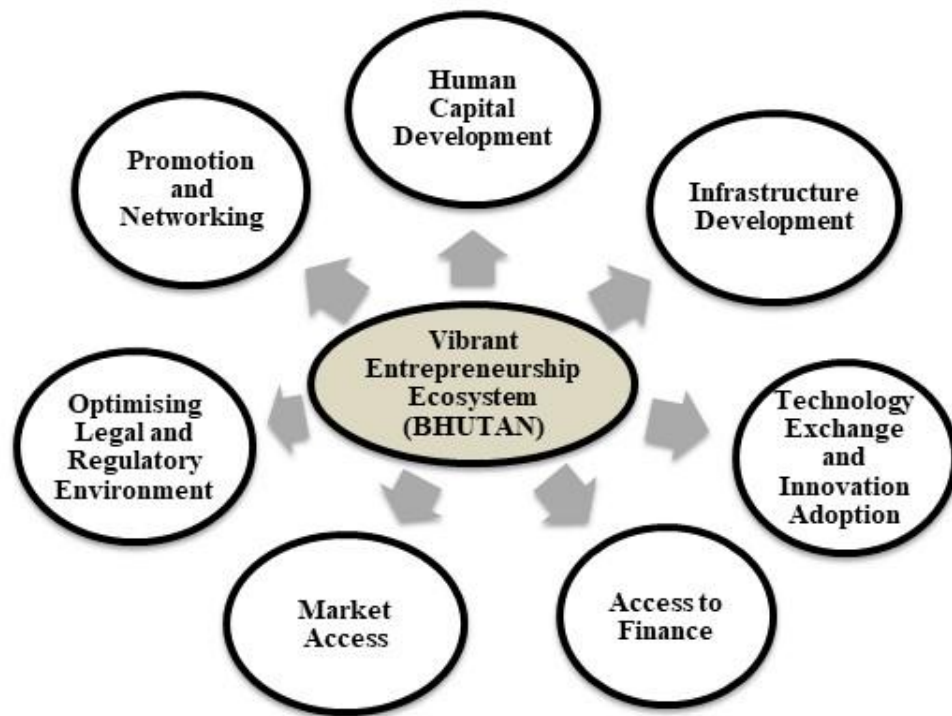 Human
Capital
Development
Infrastructure
Development
Technology
Exchange
and
Innovation
Adoption
Access to
Finance
Market
Access
Optimising
Legal and
Regulatory
Environment
Promotion
and
Networking
Vibrant
Entrepreneurship
Ecosystem
(BHUTAN)